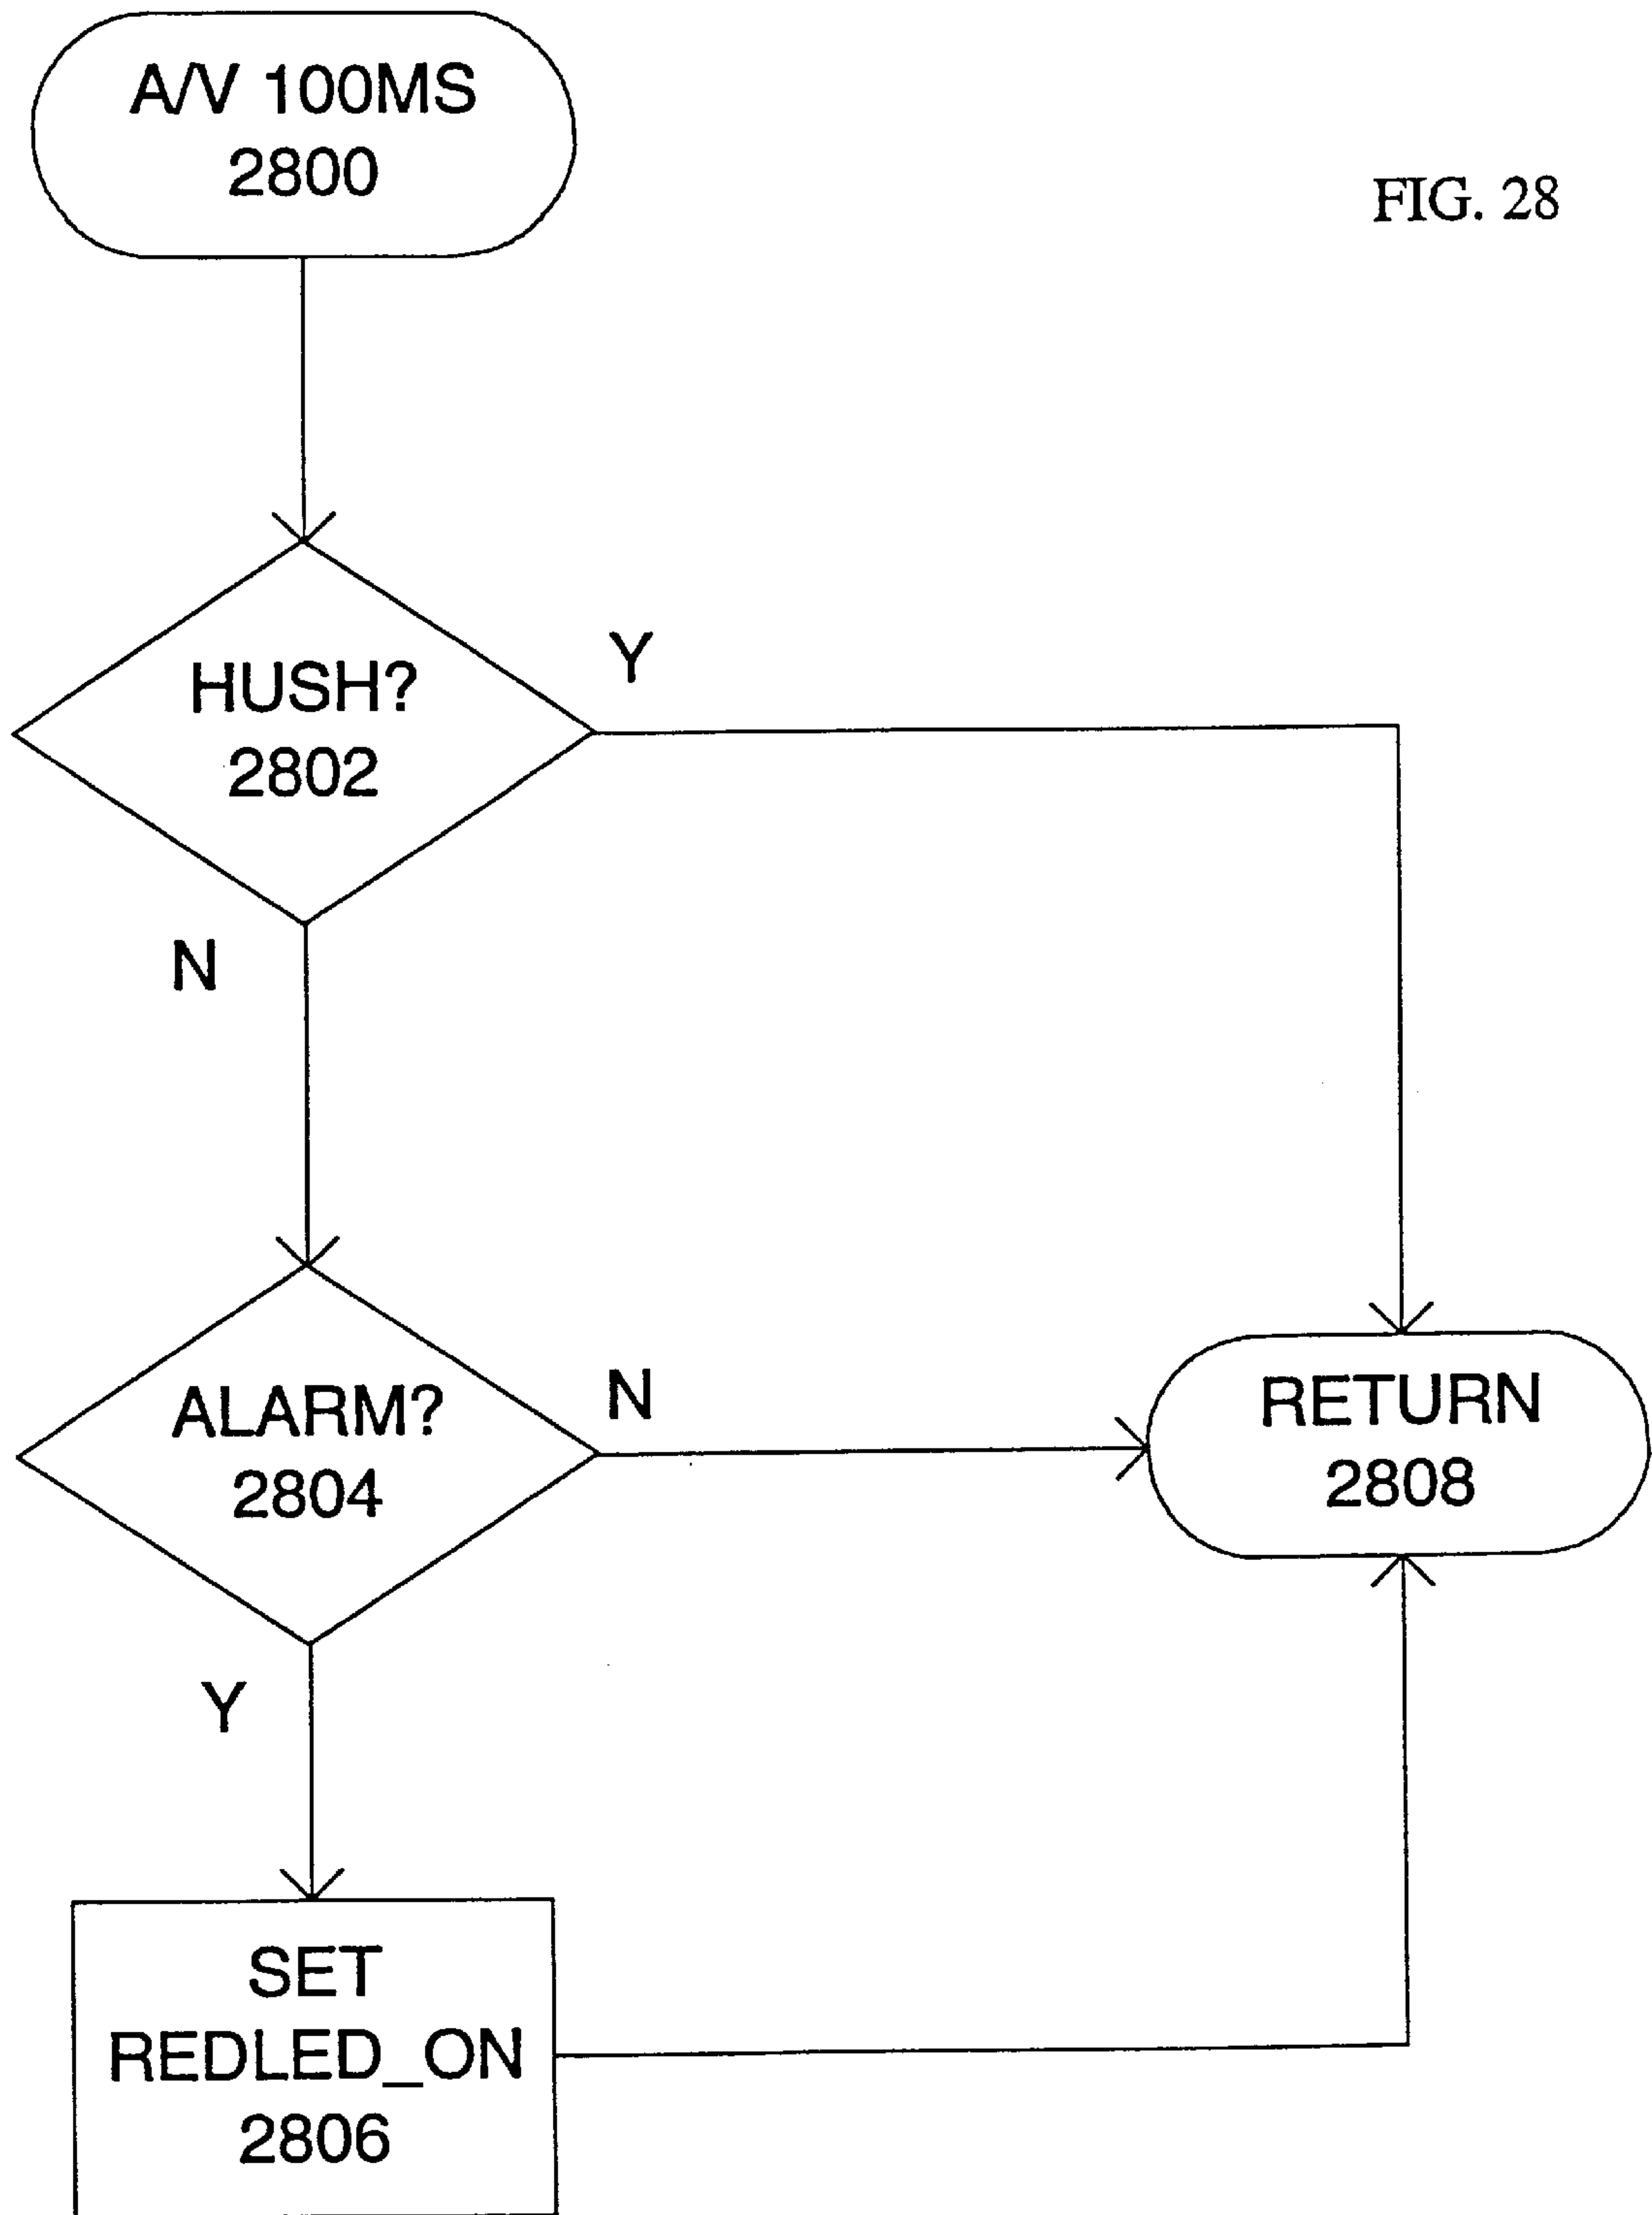 A/V 100MS
2800
FIG. 28
HUSH?
2802
Y
N
ALARM?
2804
N
RETURN
2808
Y
SET
REDLED_ON
2806